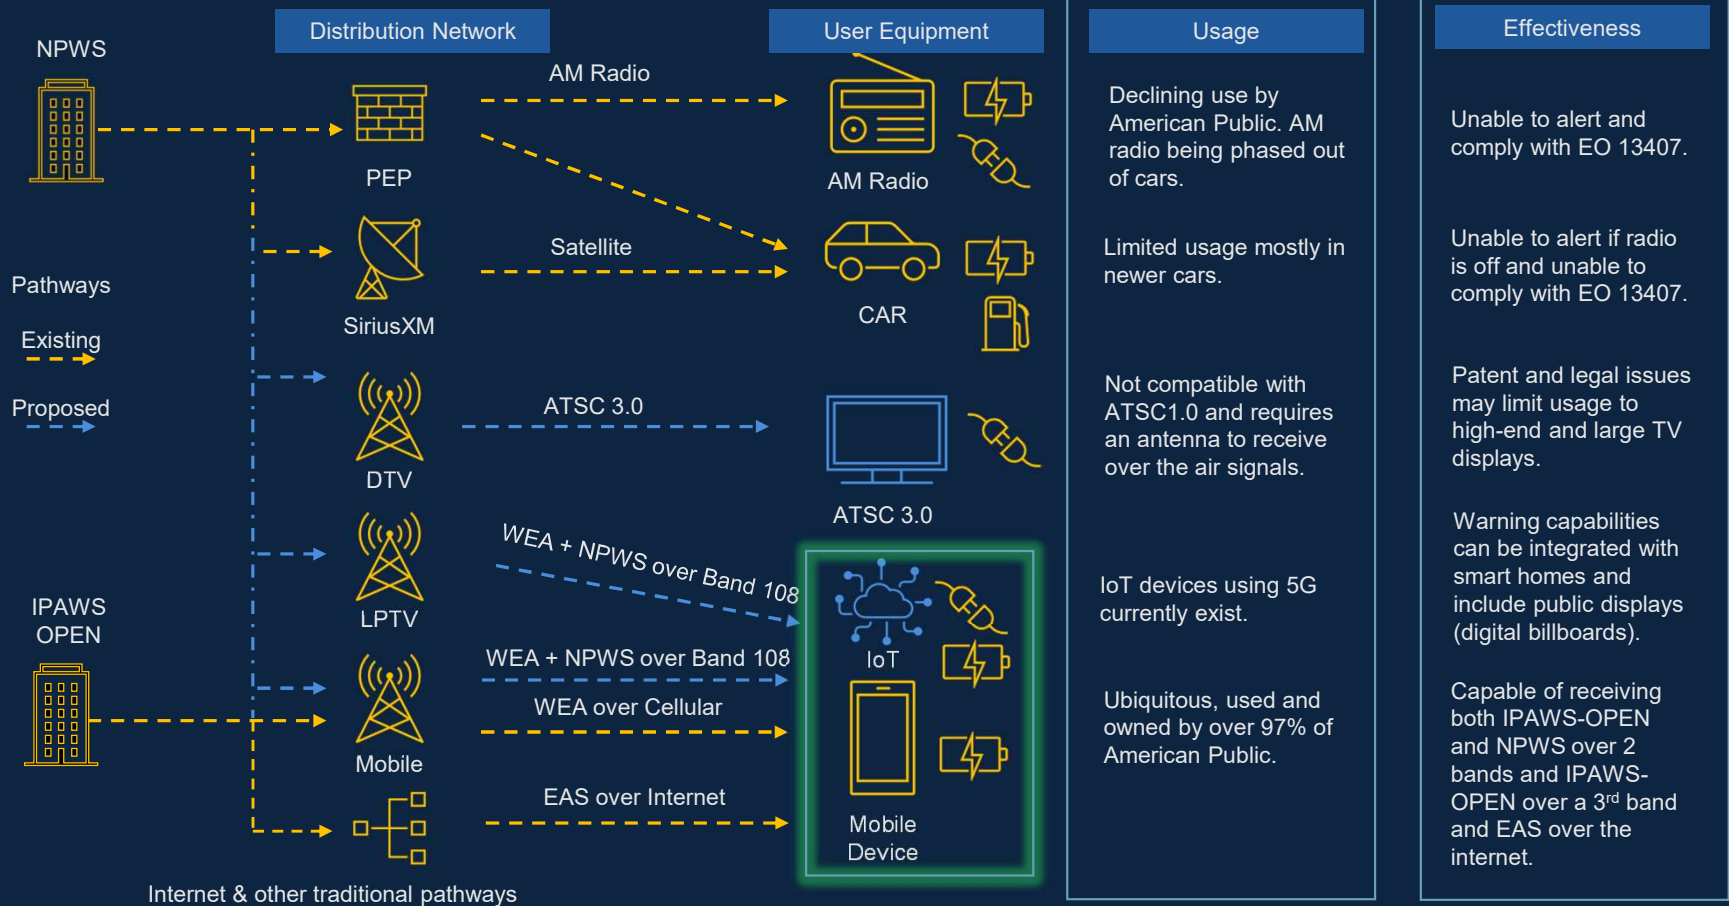 Distribution Network
User Equipment
Usage
Effectiveness
NPWS
AM Radio
PEP
AM Radio
Declining use by
American Public. AM
radio being phased out
of cars.
Unable to alert and
comply with EO 13407.
Satellite
SiriusXM
CAR
Limited usage mostly in
newer cars.
Unable to alert if radio
is off and unable to
comply with EO 13407.
Pathways
Existing
Proposed
ATSC 3.0
DTV
ATSC 3.0
Not compatible with
ATSC1.0 and requires
an antenna to receive
over the air signals.
Patent and legal issues
may limit usage to
high-end and large TV
displays.
WEA + NPWS over Band 108
LPTV
IoT
IoT devices using 5G
currently exist.
Warning capabilities
can be integrated with
smart homes and
include public displays
(digital billboards).
IPAWS
OPEN
WEA + NPWS over Band 108
WEA over Cellular
Mobile
EAS over Internet
Mobile
Device
Ubiquitous, used and
owned by over 97% of
American Public.
Capable of receiving
both IPAWS-OPEN
and NPWS over 2
bands and IPAWS-
OPEN over a 3rd band
and EAS over the
internet.
Internet & other traditional pathways